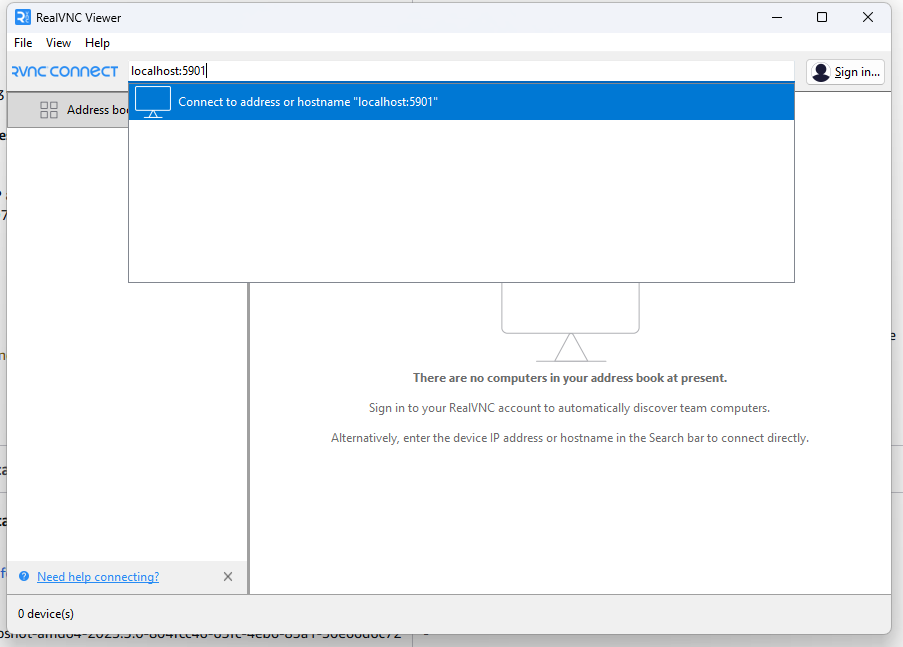 RealVNC Viewer
File View Help
RVNC CONNECT
localhost:5901
Sign in...
Connect to address or hostname "localhost:5901"
Address
There are no computers in your address book at present.
Sign in to your RealVNC account to automatically discover team computers.
Alternatively, enter the device IP address or hostname in the Search bar to connect directly.
Need help connecting?
0 device(s)